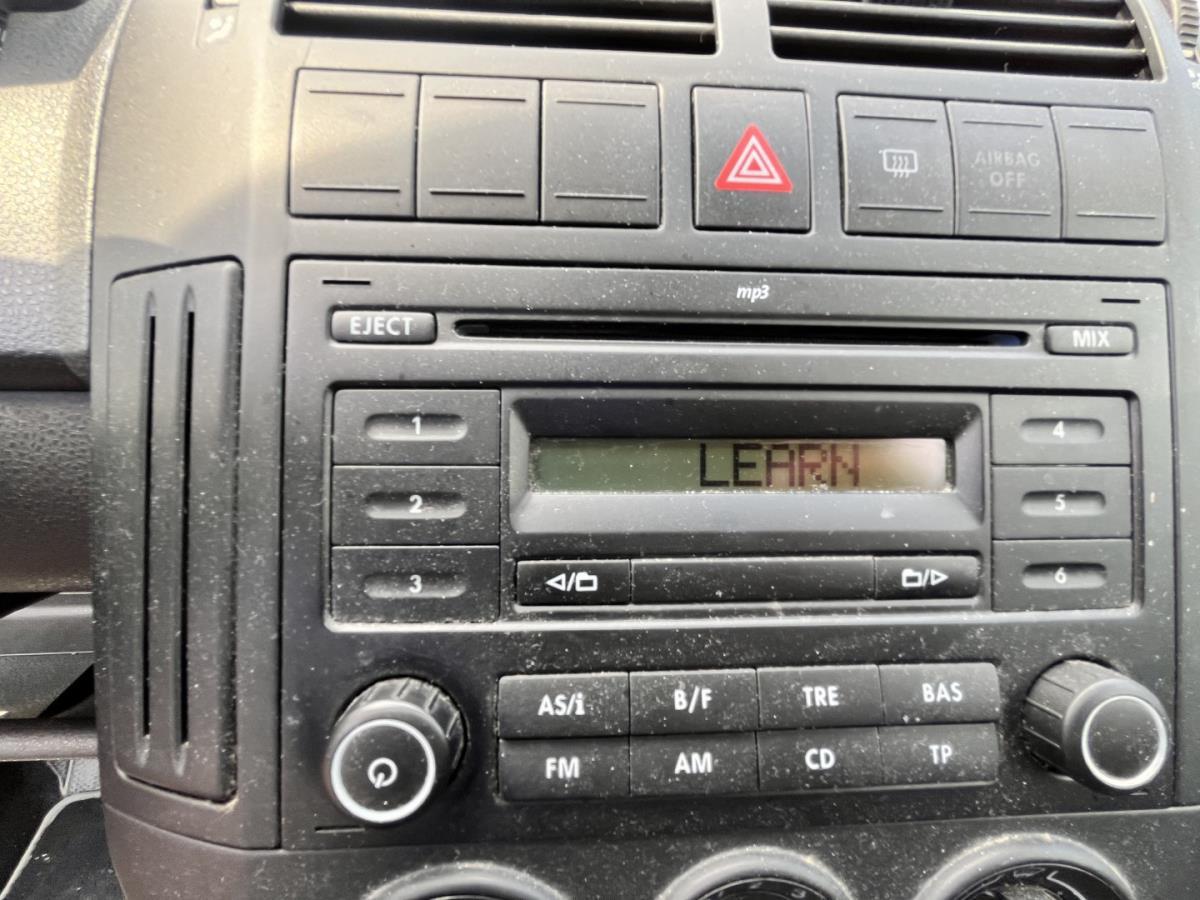 AIRBAG
OFF
mp3
EJECT
MIX
1
4
LEARN
2
5
3
6
AS/i
B/F
TRE
BAS
FM
AM
CD
TP